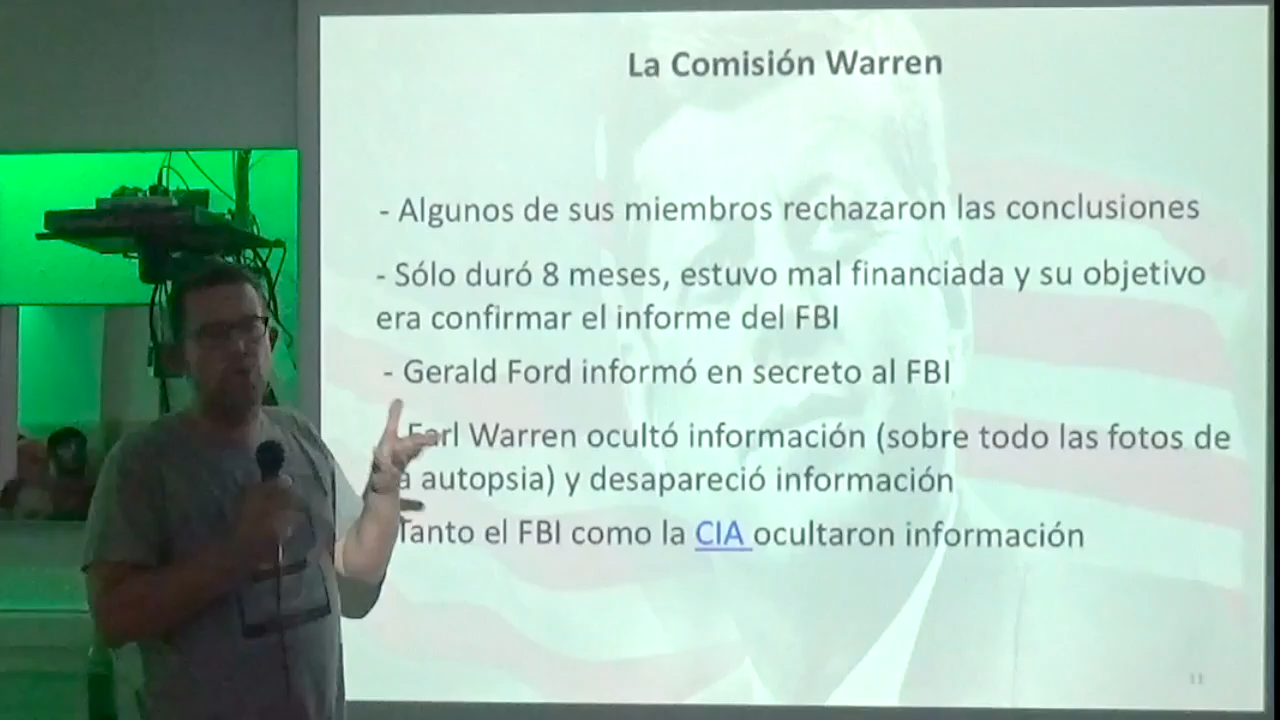 La Comisión Warren
- Algunos de sus miembros rechazaron las conclusiones
- Sólo duró 8 meses, estuvo mal financiada y su objetivo
era confirmar el informe del FBI
- Gerald Ford informó en secreto al FBI
Earl Warren ocultó información (sobre todo las fotos de
a autopsia) y desapareció información
Tanto el FBI como la CIA ocultaron información
11